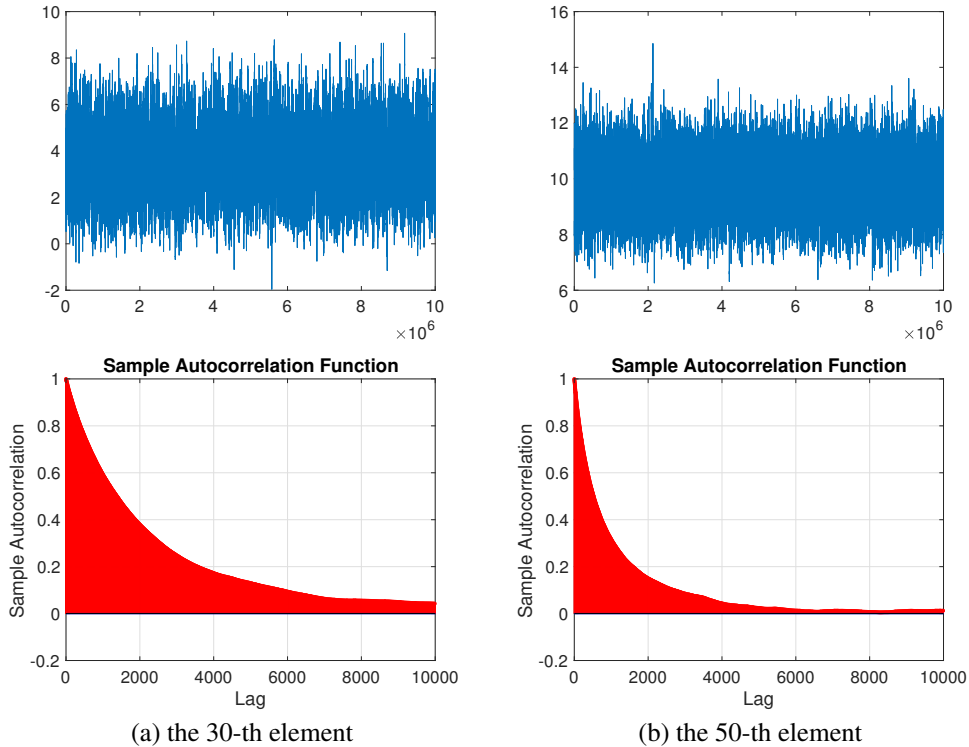 10
8
6
4
2
0
-2
0 2 4 6 8 10
×10^6
16
14
12
10
8
6
0 2 4 6 8 10
×10^6
Sample Autocorrelation Function
Sample Autocorrelation
1
0.8
0.6
0.4
0.2
0
-0.2
0 2000 4000 6000 8000 10000
Lag
(a) the 30-th element
Sample Autocorrelation Function
Sample Autocorrelation
1
0.8
0.6
0.4
0.2
0
-0.2
0 2000 4000 6000 8000 10000
Lag
(b) the 50-th element